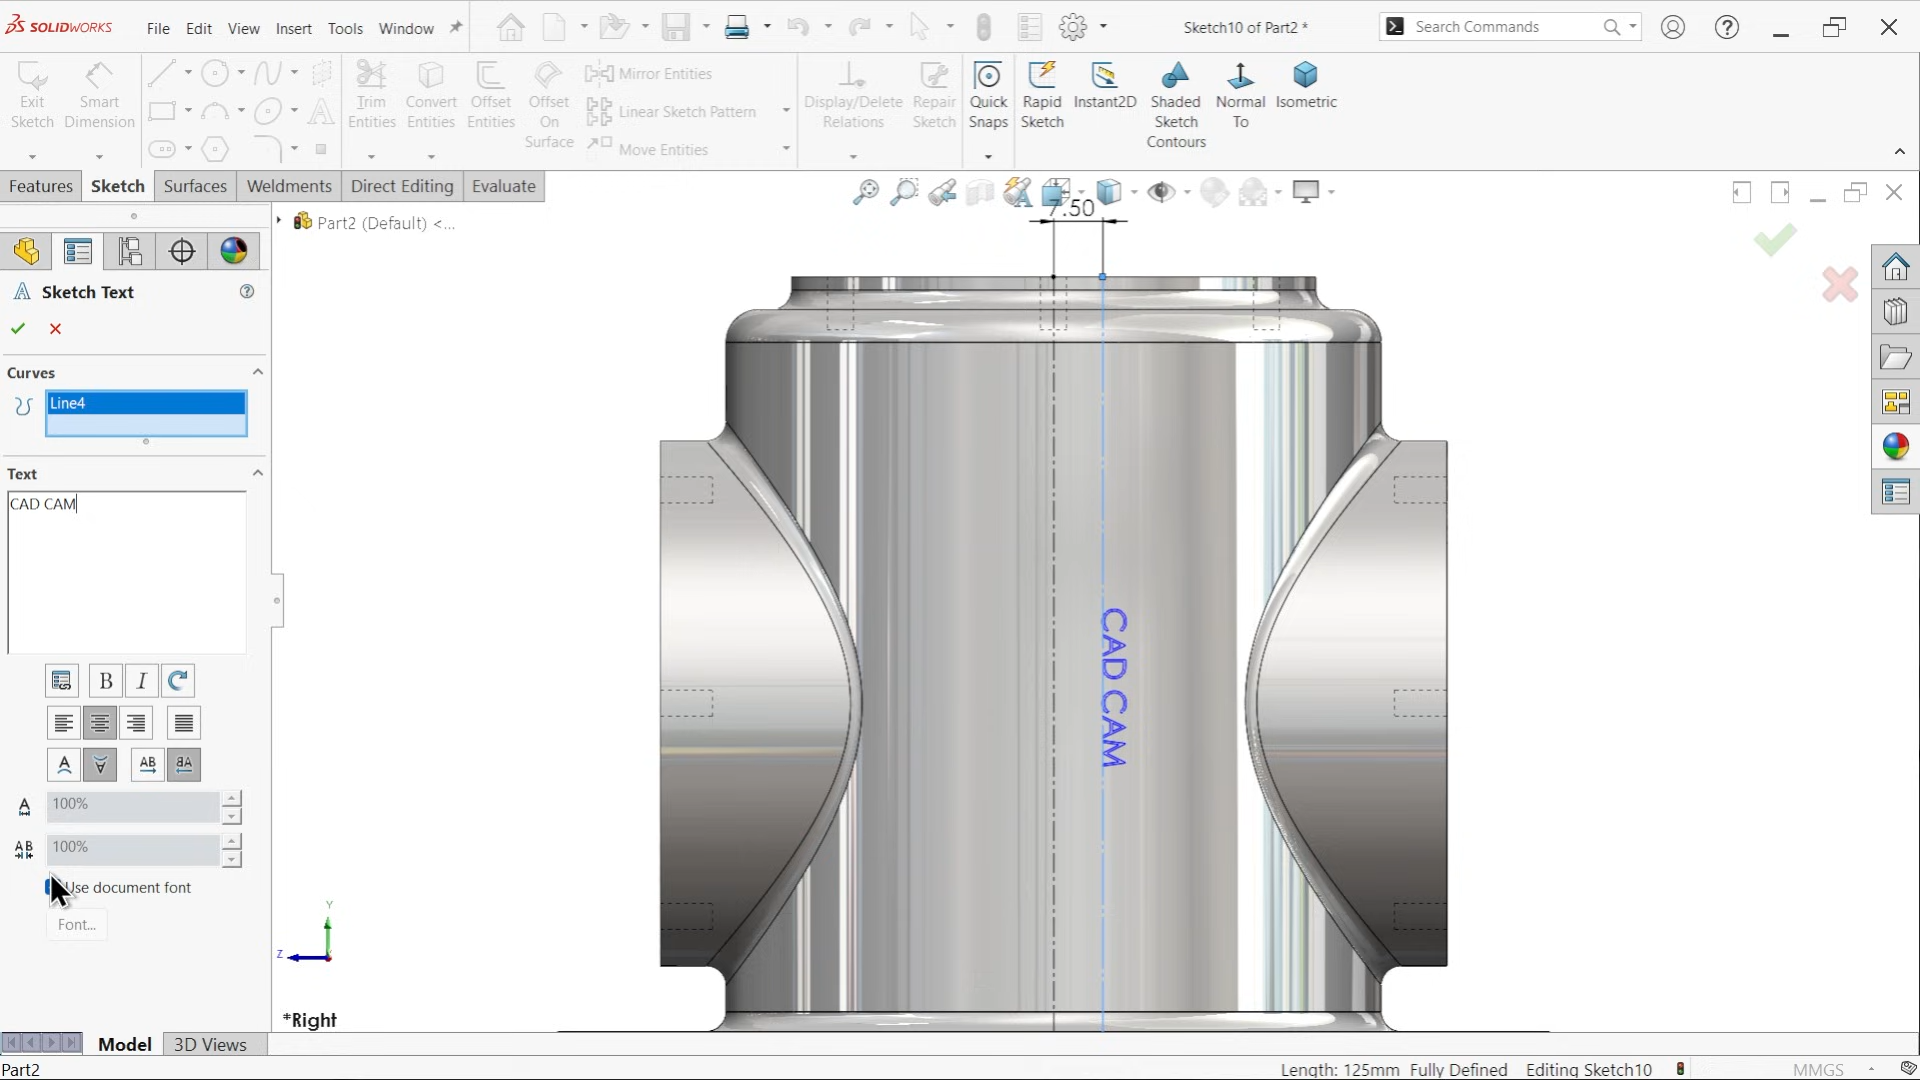 SOLIDWORKS File Edit View Insert Tools Window Sketch10 of Part2 * Search Commands
Exit Sketch
Smart Dimension
Trim Entities
Convert Entities
Offset Entities
Offset On Surface
Mirror Entities
Linear Sketch Pattern
Move Entities
Display/Delete Relations
Repair Sketch
Quick Snaps
Rapid Sketch
Instant2D
Shaded Sketch Contours
Normal To
Isometric
Features Sketch Surfaces Weldments Direct Editing Evaluate
Part2 (Default) <...
7.50
Sketch Text
Curves
Line4
Text
CAD CAM
CAD CAM
B I
AB AB
100%
AB 100%
Use document font
Font...
Y
Z
*Right
Model 3D Views
Part2 Length: 125mm Fully Defined Editing Sketch10 MMGS